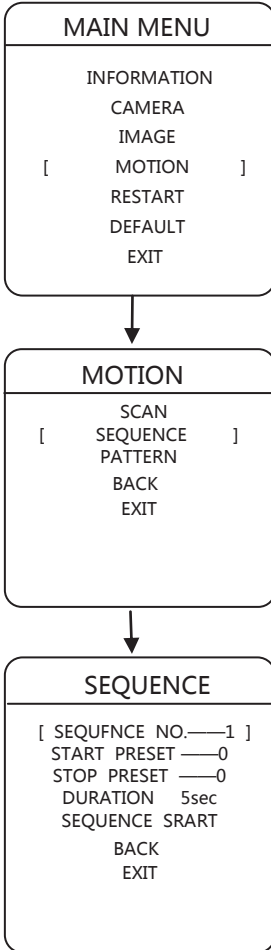 MAIN MENU
INFORMATION
CAMERA
IMAGE
[ MOTION ]
RESTART
DEFAULT
EXIT
MOTION
SCAN
[ SEQUENCE ]
PATTERN
BACK
EXIT
SEQUENCE
[ SEQUFNCE NO.——1 ]
START PRESET ——0
STOP PRESET ——0
DURATION 5sec
SEQUENCE SRART
BACK
EXIT